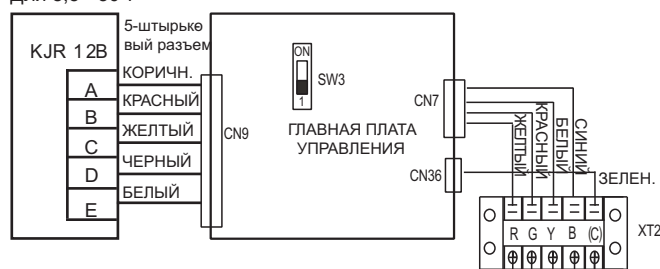 5-штырько
вый разъем
KJR 12B
A
B
C
D
E
КОРИЧН.
КРАСНЫЙ
ЖЕЛТЫЙ
ЧЕРНЫЙ
БЕЛЫЙ
CN9
ON
1
SW3
ГЛАВНАЯ ПЛАТА
УПРАВЛЕНИЯ
CN7
CN36
ЖЕЛТЫЙ
КРАСНЫЙ
БЕЛЫЙ
СИНИЙ
ЗЕЛЕН.
R G Y B (C)
XT2